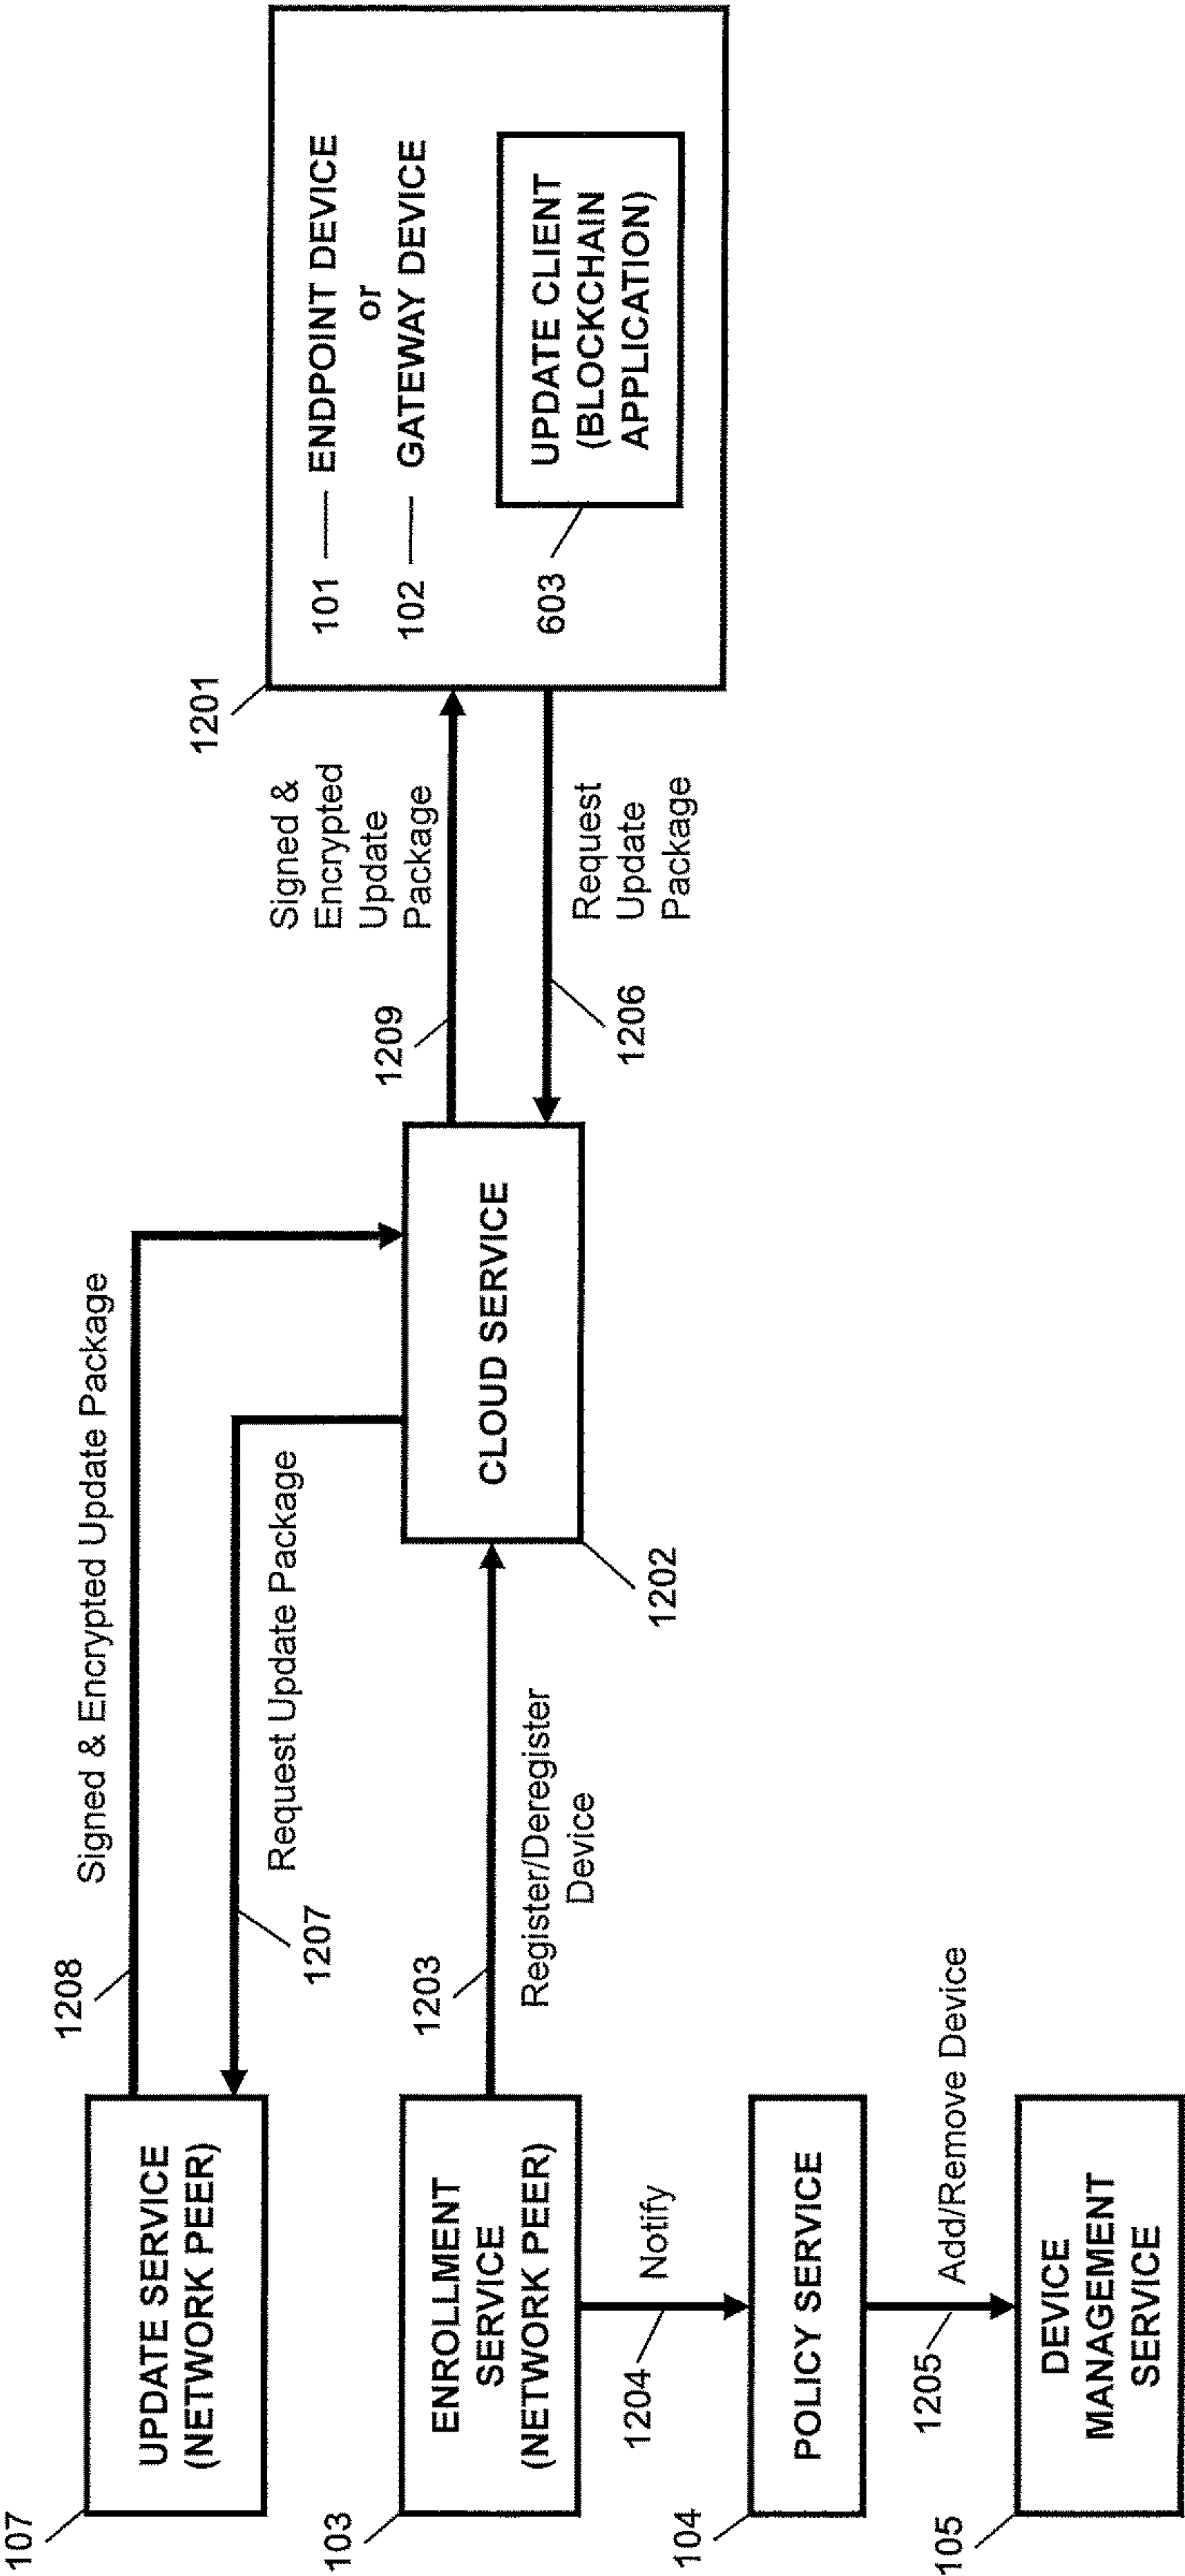 107
UPDATE SERVICE
(NETWORK PEER)
1208
Signed & Encrypted Update Package
1207
Request Update Package
103
ENROLLMENT
SERVICE
(NETWORK PEER)
1203
Register/Deregister
Device
1204
Notify
104
POLICY SERVICE
1205
Add/Remove Device
105
DEVICE
MANAGEMENT
SERVICE
CLOUD SERVICE
1202
1209
Signed &
Encrypted
Update
Package
1206
Request
Update
Package
1201
101
ENDPOINT DEVICE
or
102
GATEWAY DEVICE
603
UPDATE CLIENT
(BLOCKCHAIN
APPLICATION)